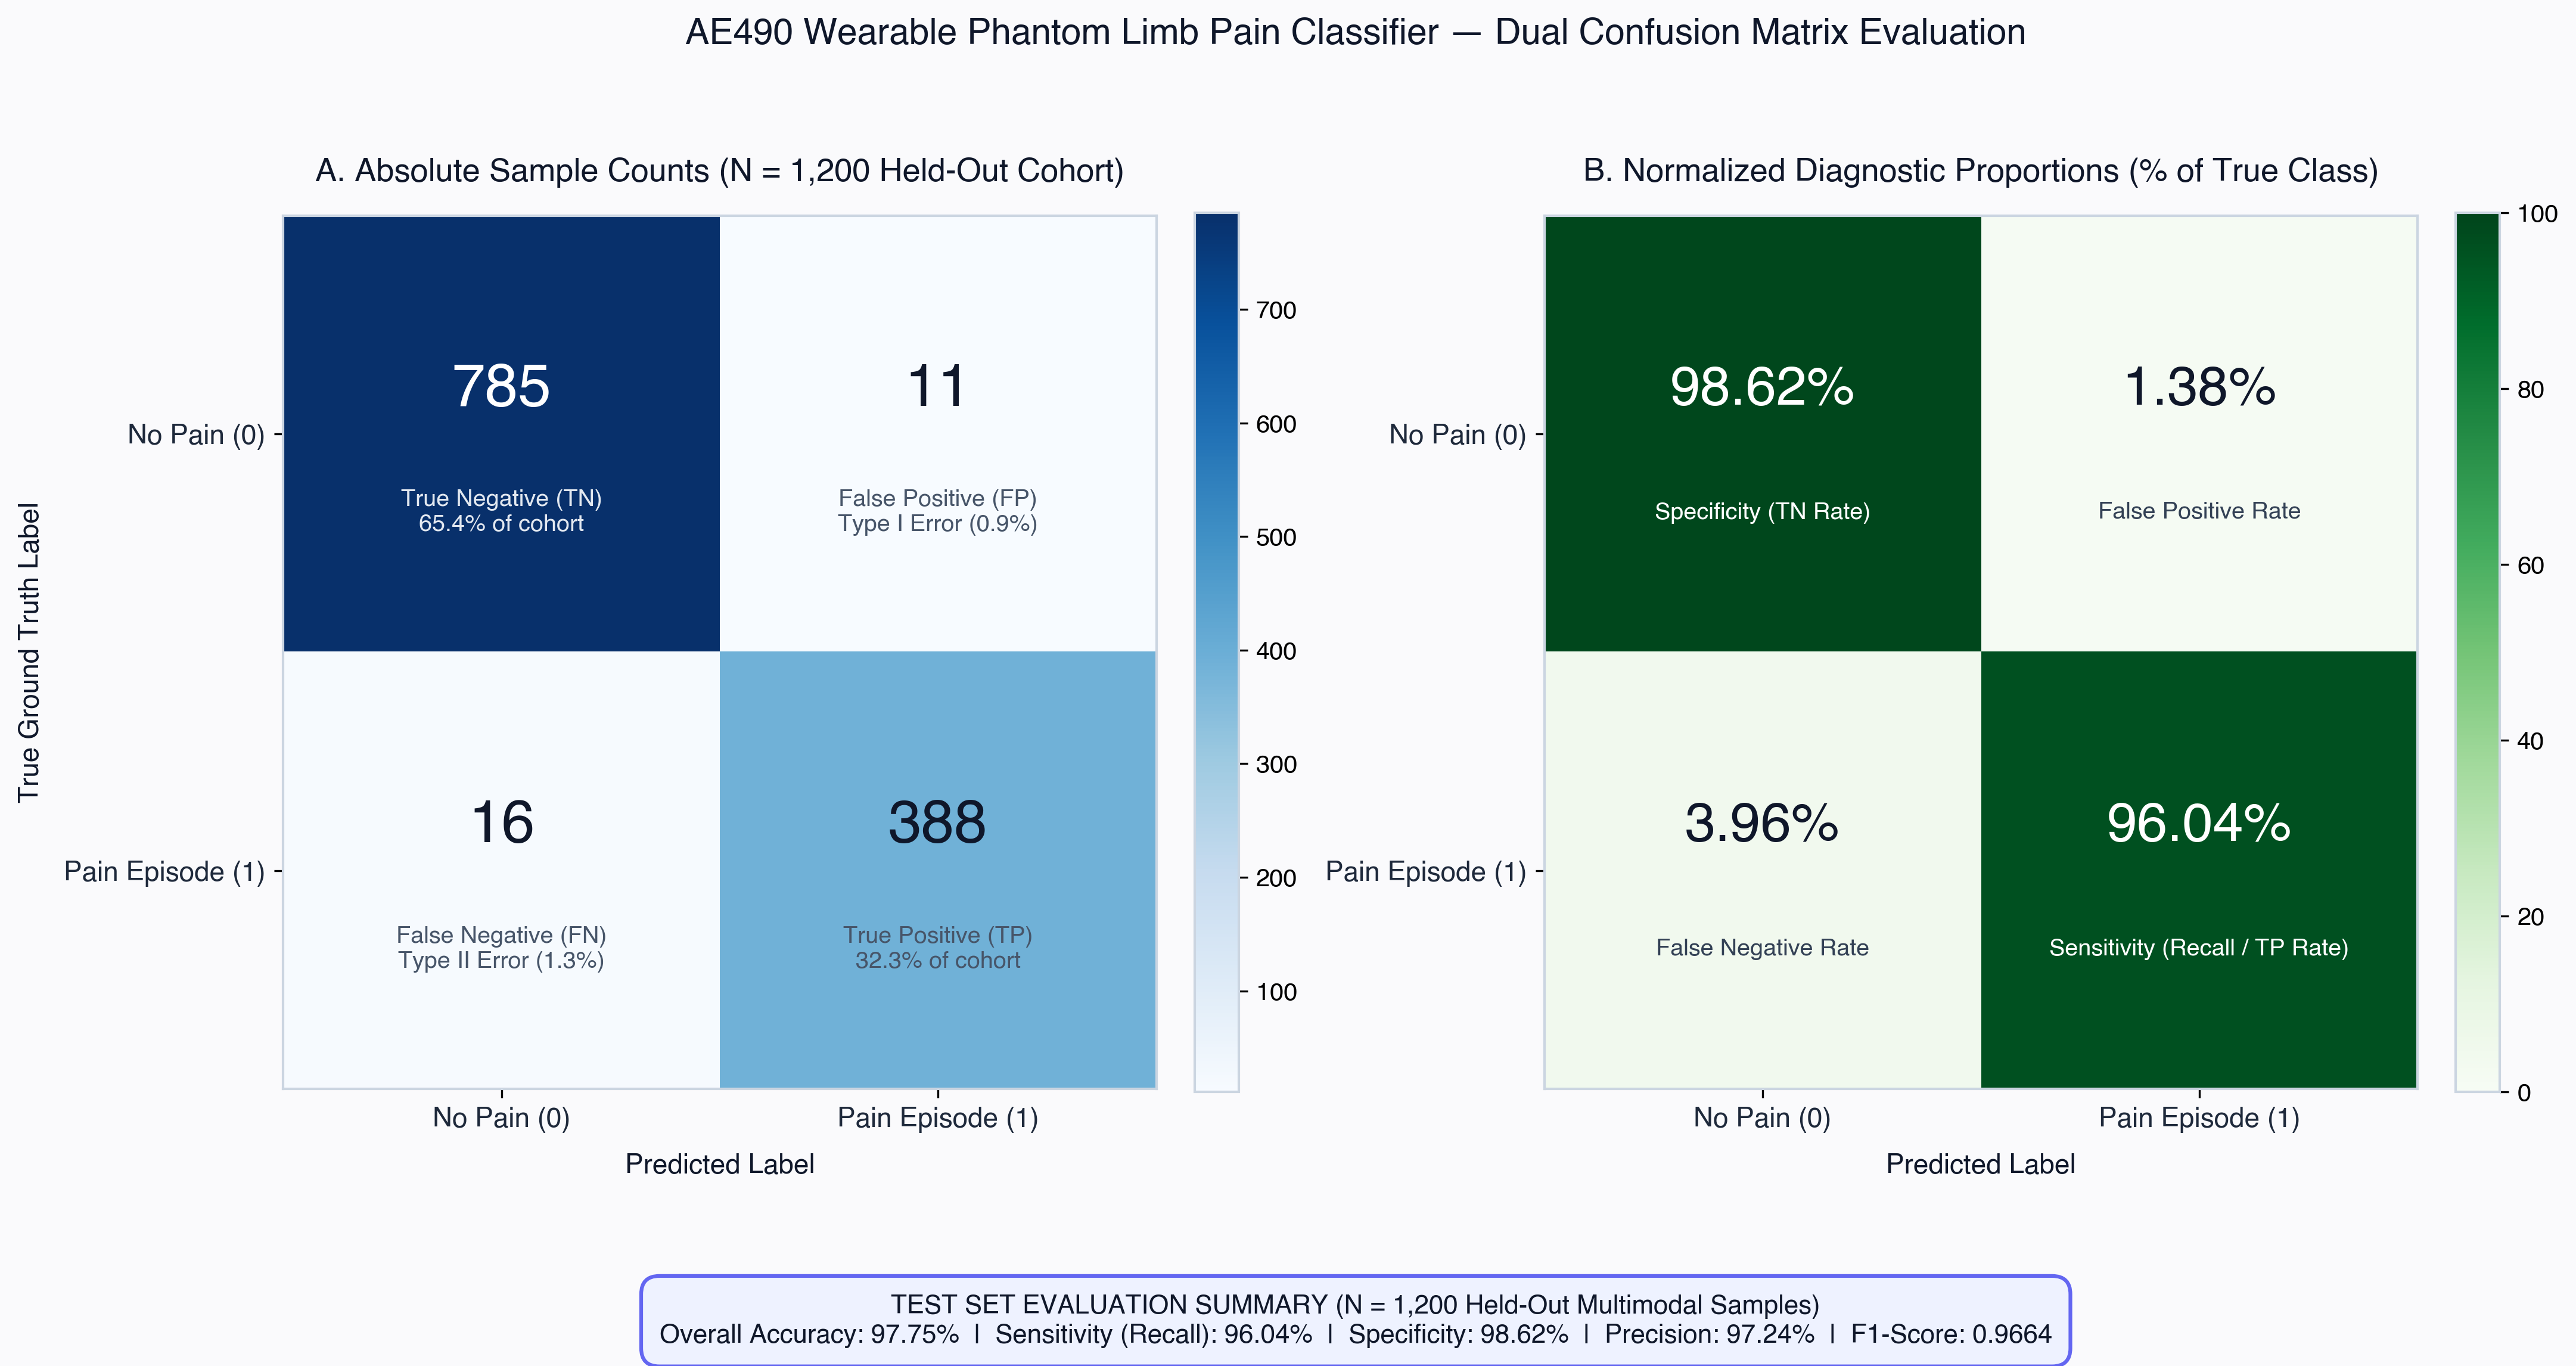 AE490 Wearable Phantom Limb Pain Classifier — Dual Confusion Matrix Evaluation
A. Absolute Sample Counts (N = 1,200 Held-Out Cohort)
True Ground Truth Label
No Pain (0)
Pain Episode (1)
785
True Negative (TN)
65.4% of cohort
11
False Positive (FP)
Type I Error (0.9%)
16
False Negative (FN)
Type II Error (1.3%)
388
True Positive (TP)
32.3% of cohort
No Pain (0)
Pain Episode (1)
Predicted Label
700
600
500
400
300
200
100
B. Normalized Diagnostic Proportions (% of True Class)
No Pain (0)
Pain Episode (1)
98.62%
Specificity (TN Rate)
1.38%
False Positive Rate
3.96%
False Negative Rate
96.04%
Sensitivity (Recall / TP Rate)
No Pain (0)
Pain Episode (1)
Predicted Label
100
80
60
40
20
0
TEST SET EVALUATION SUMMARY (N = 1,200 Held-Out Multimodal Samples)
Overall Accuracy: 97.75% | Sensitivity (Recall): 96.04% | Specificity: 98.62% | Precision: 97.24% | F1-Score: 0.9664